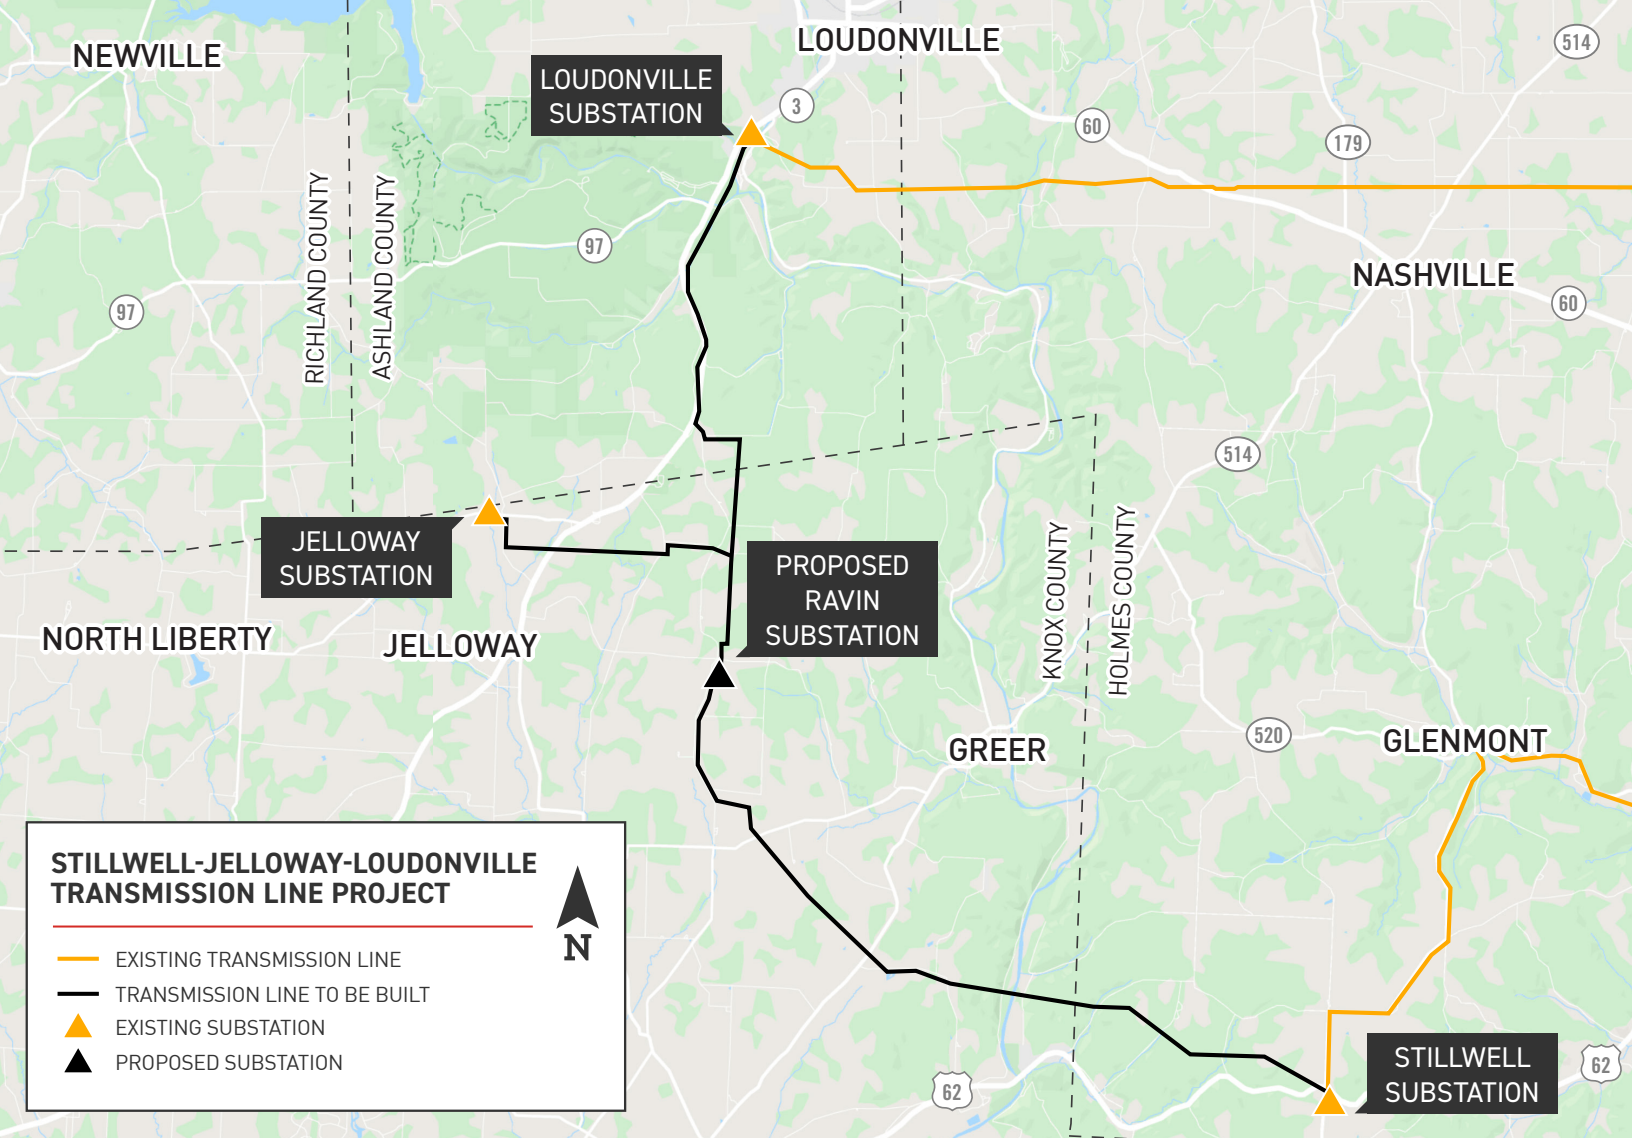 NEWVILLE
LOUDONVILLE
514
LOUDONVILLE
SUBSTATION
3
60
179
RICHLAND COUNTY
ASHLAND COUNTY
97
NASHVILLE
97
60
514
JELLOWAY
SUBSTATION
PROPOSED
RAVIN
SUBSTATION
KNOX COUNTY
HOLMES COUNTY
NORTH LIBERTY
JELLOWAY
GREER
520
GLENMONT
STILLWELL-JELLOWAY-LOUDONVILLE
TRANSMISSION LINE PROJECT
N
EXISTING TRANSMISSION LINE
TRANSMISSION LINE TO BE BUILT
EXISTING SUBSTATION
PROPOSED SUBSTATION
STILLWELL
SUBSTATION
62
62